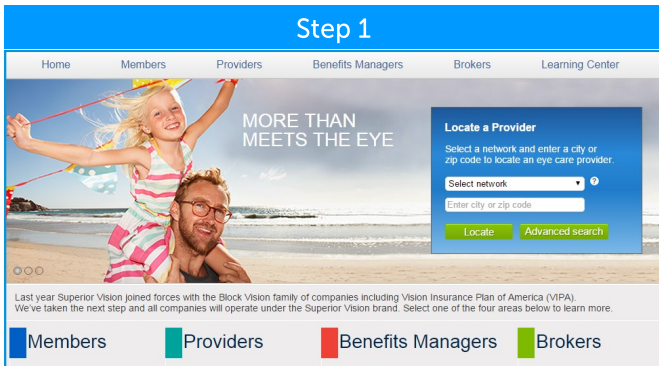 Step 1
Home Members Providers Benefits Managers Brokers Learning Center
MORE THAN
MEETS THE EYE
Locate a Provider
Select a network and enter a city or
zip code to locate an eye care provider.
Select network ?
Enter city or zip code
Locate Advanced search
Last year Superior Vision joined forces with the Block Vision family of companies including Vision Insurance Plan of America (VIPA).
We've taken the next step and all companies will operate under the Superior Vision brand. Select one of the four areas below to learn more.
Members Providers Benefits Managers Brokers